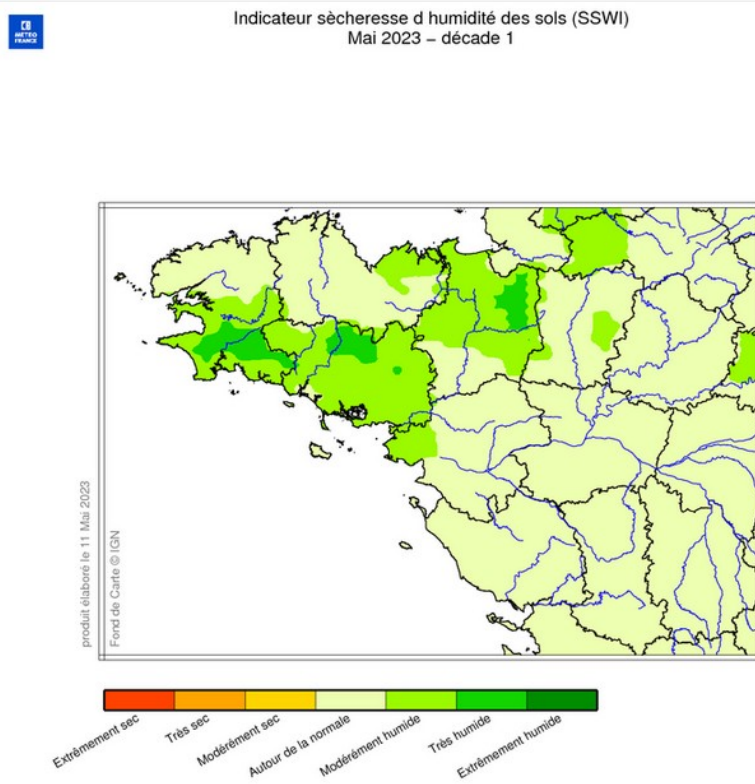 Indicateur sècheresse d humidité des sols (SSWI)
Mai 2023 – décade 1
METEO
FRANCE
produit élaboré le 11 Mai 2023
Fond de Carte © IGN
Extrêmement sec
Très sec
Modérément sec
Autour de la normale
Modérément humide
Très humide
Extrêmement humide